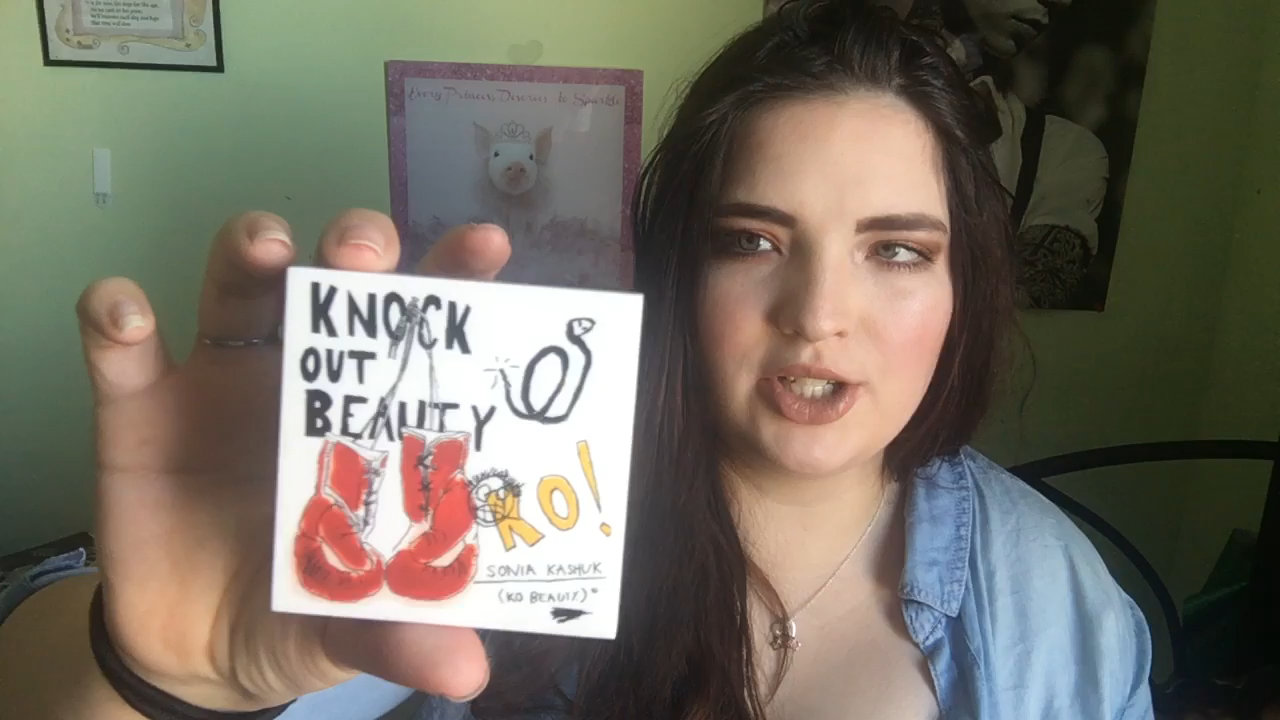 Every Princess Deserves to Sparkle
KNOCK
OUT
BEAUTY
KO!
SONIA KASHUK
(KO BEAUTY)®